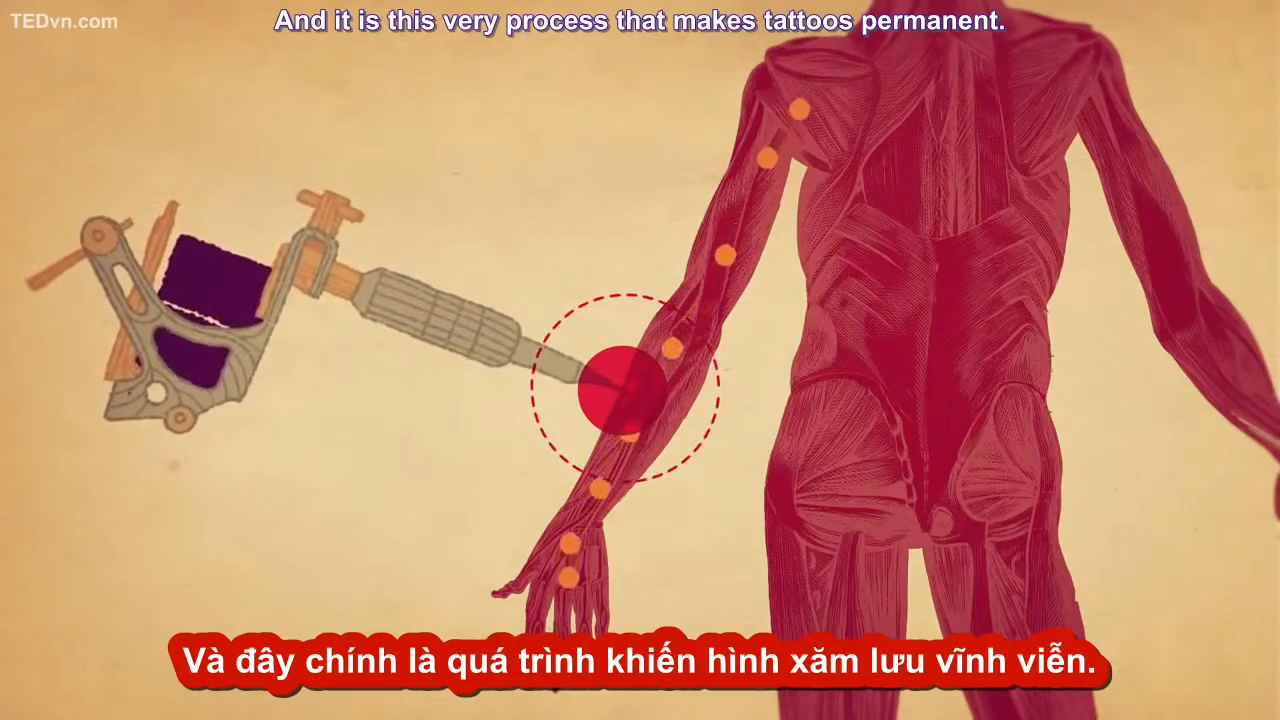 TEDvn.com
And it is this very process that makes tattoos permanent.
Và đây chính là quá trình khiến hình xăm lưu vĩnh viễn.